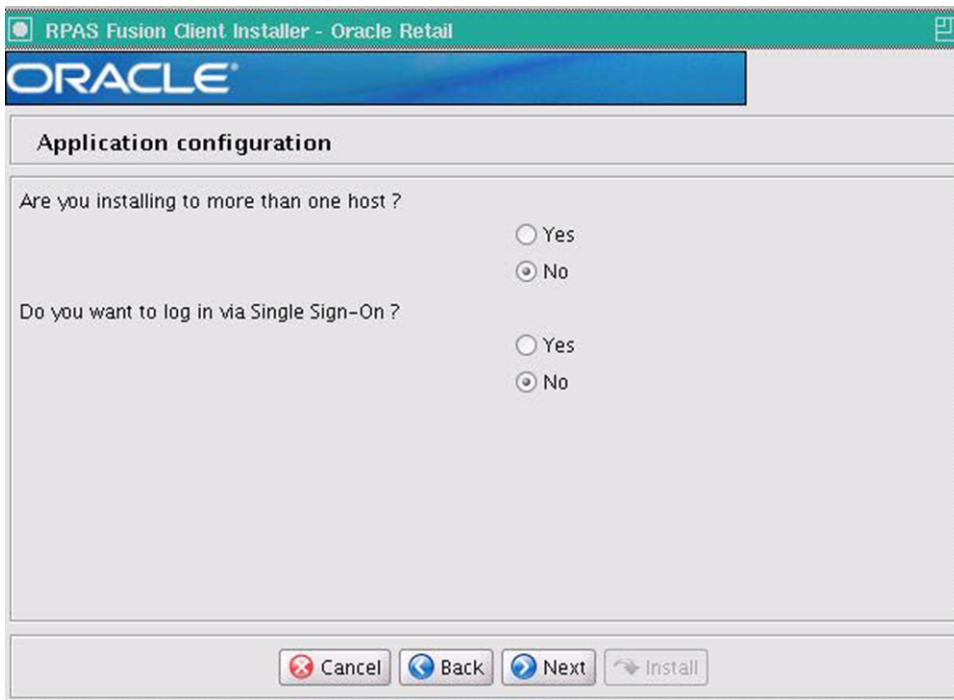 RPAS Fusion Client Installer - Oracle Retail
ORACLE®
Application configuration
Are you installing to more than one host ?
Yes
No
Do you want to log in via Single Sign-On ?
Yes
No
Cancel Back Next Install